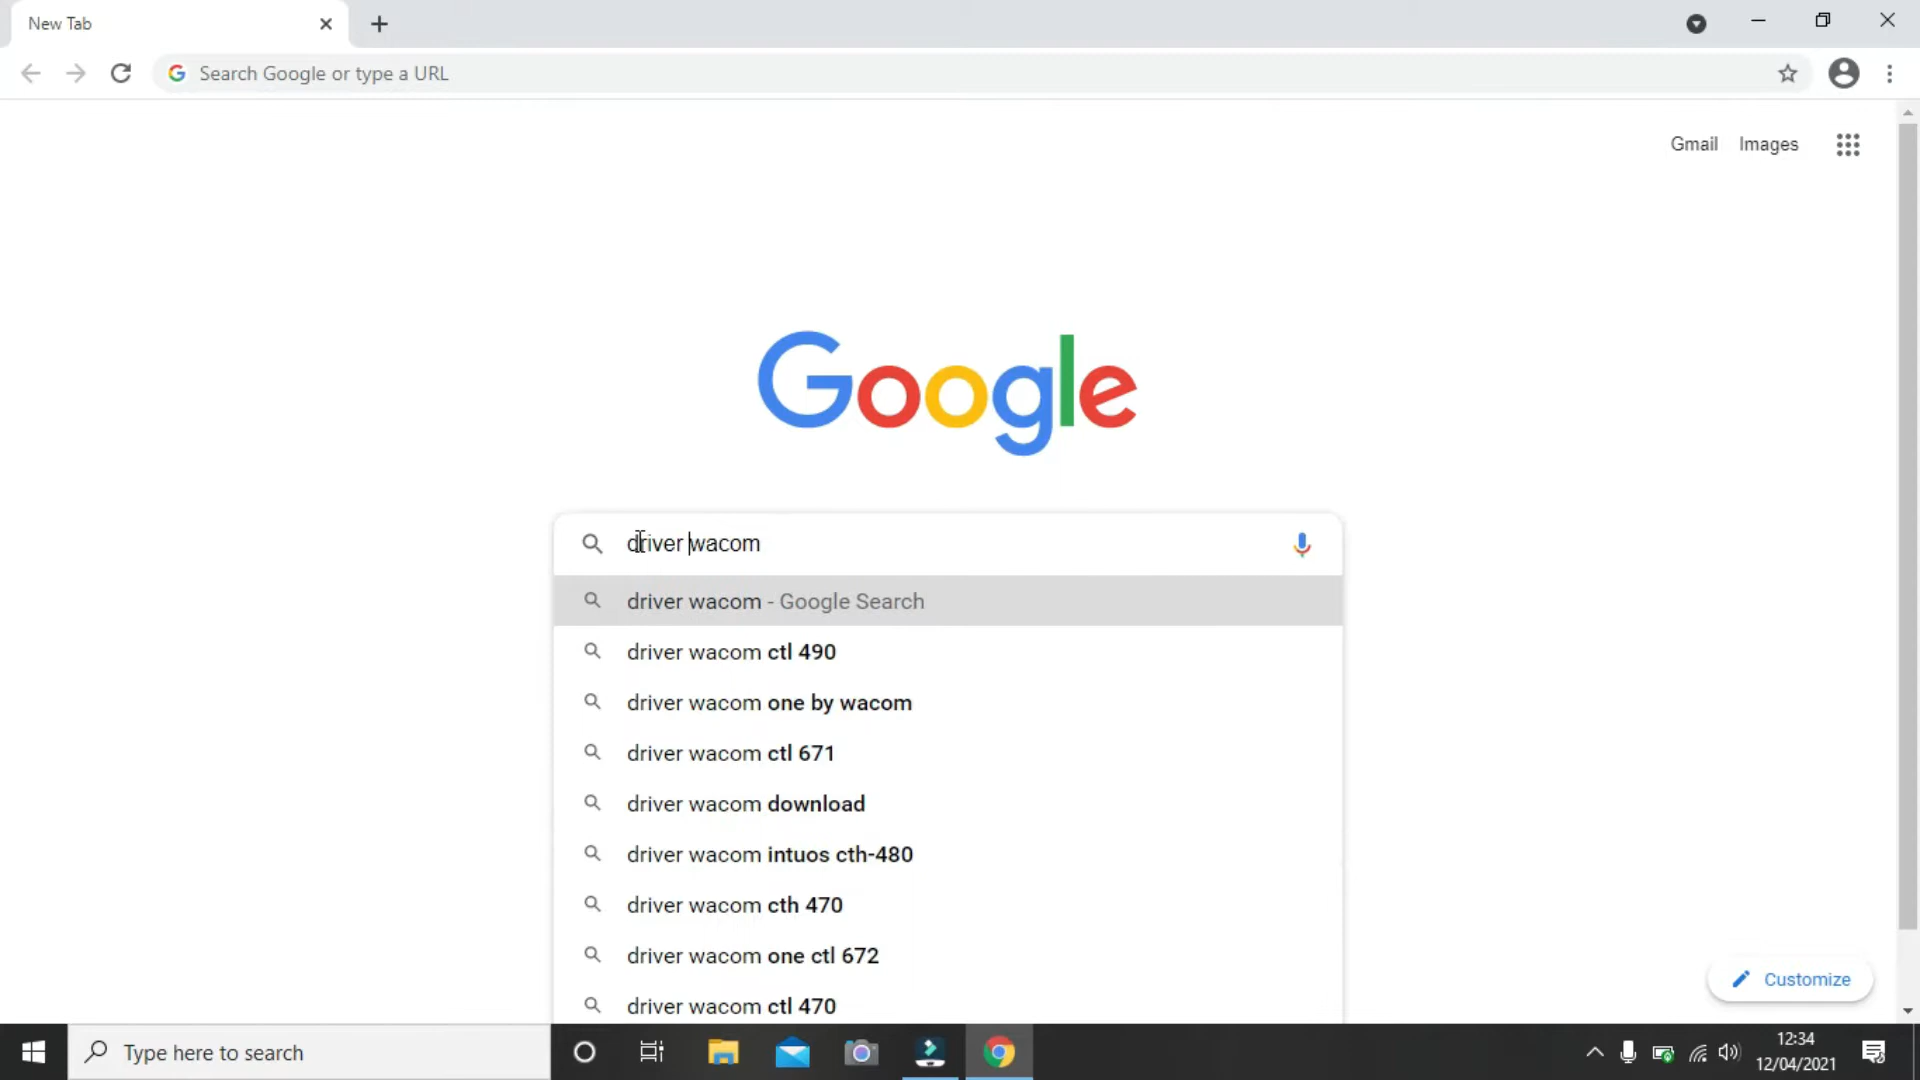 New Tab
Search Google or type a URL
Gmail Images
Google
driver wacom
driver wacom - Google Search
driver wacom ctl 490
driver wacom one by wacom
driver wacom ctl 671
driver wacom download
driver wacom intuos cth-480
driver wacom cth 470
driver wacom one ctl 672
driver wacom ctl 470
Customize
Type here to search
12:34
12/04/2021